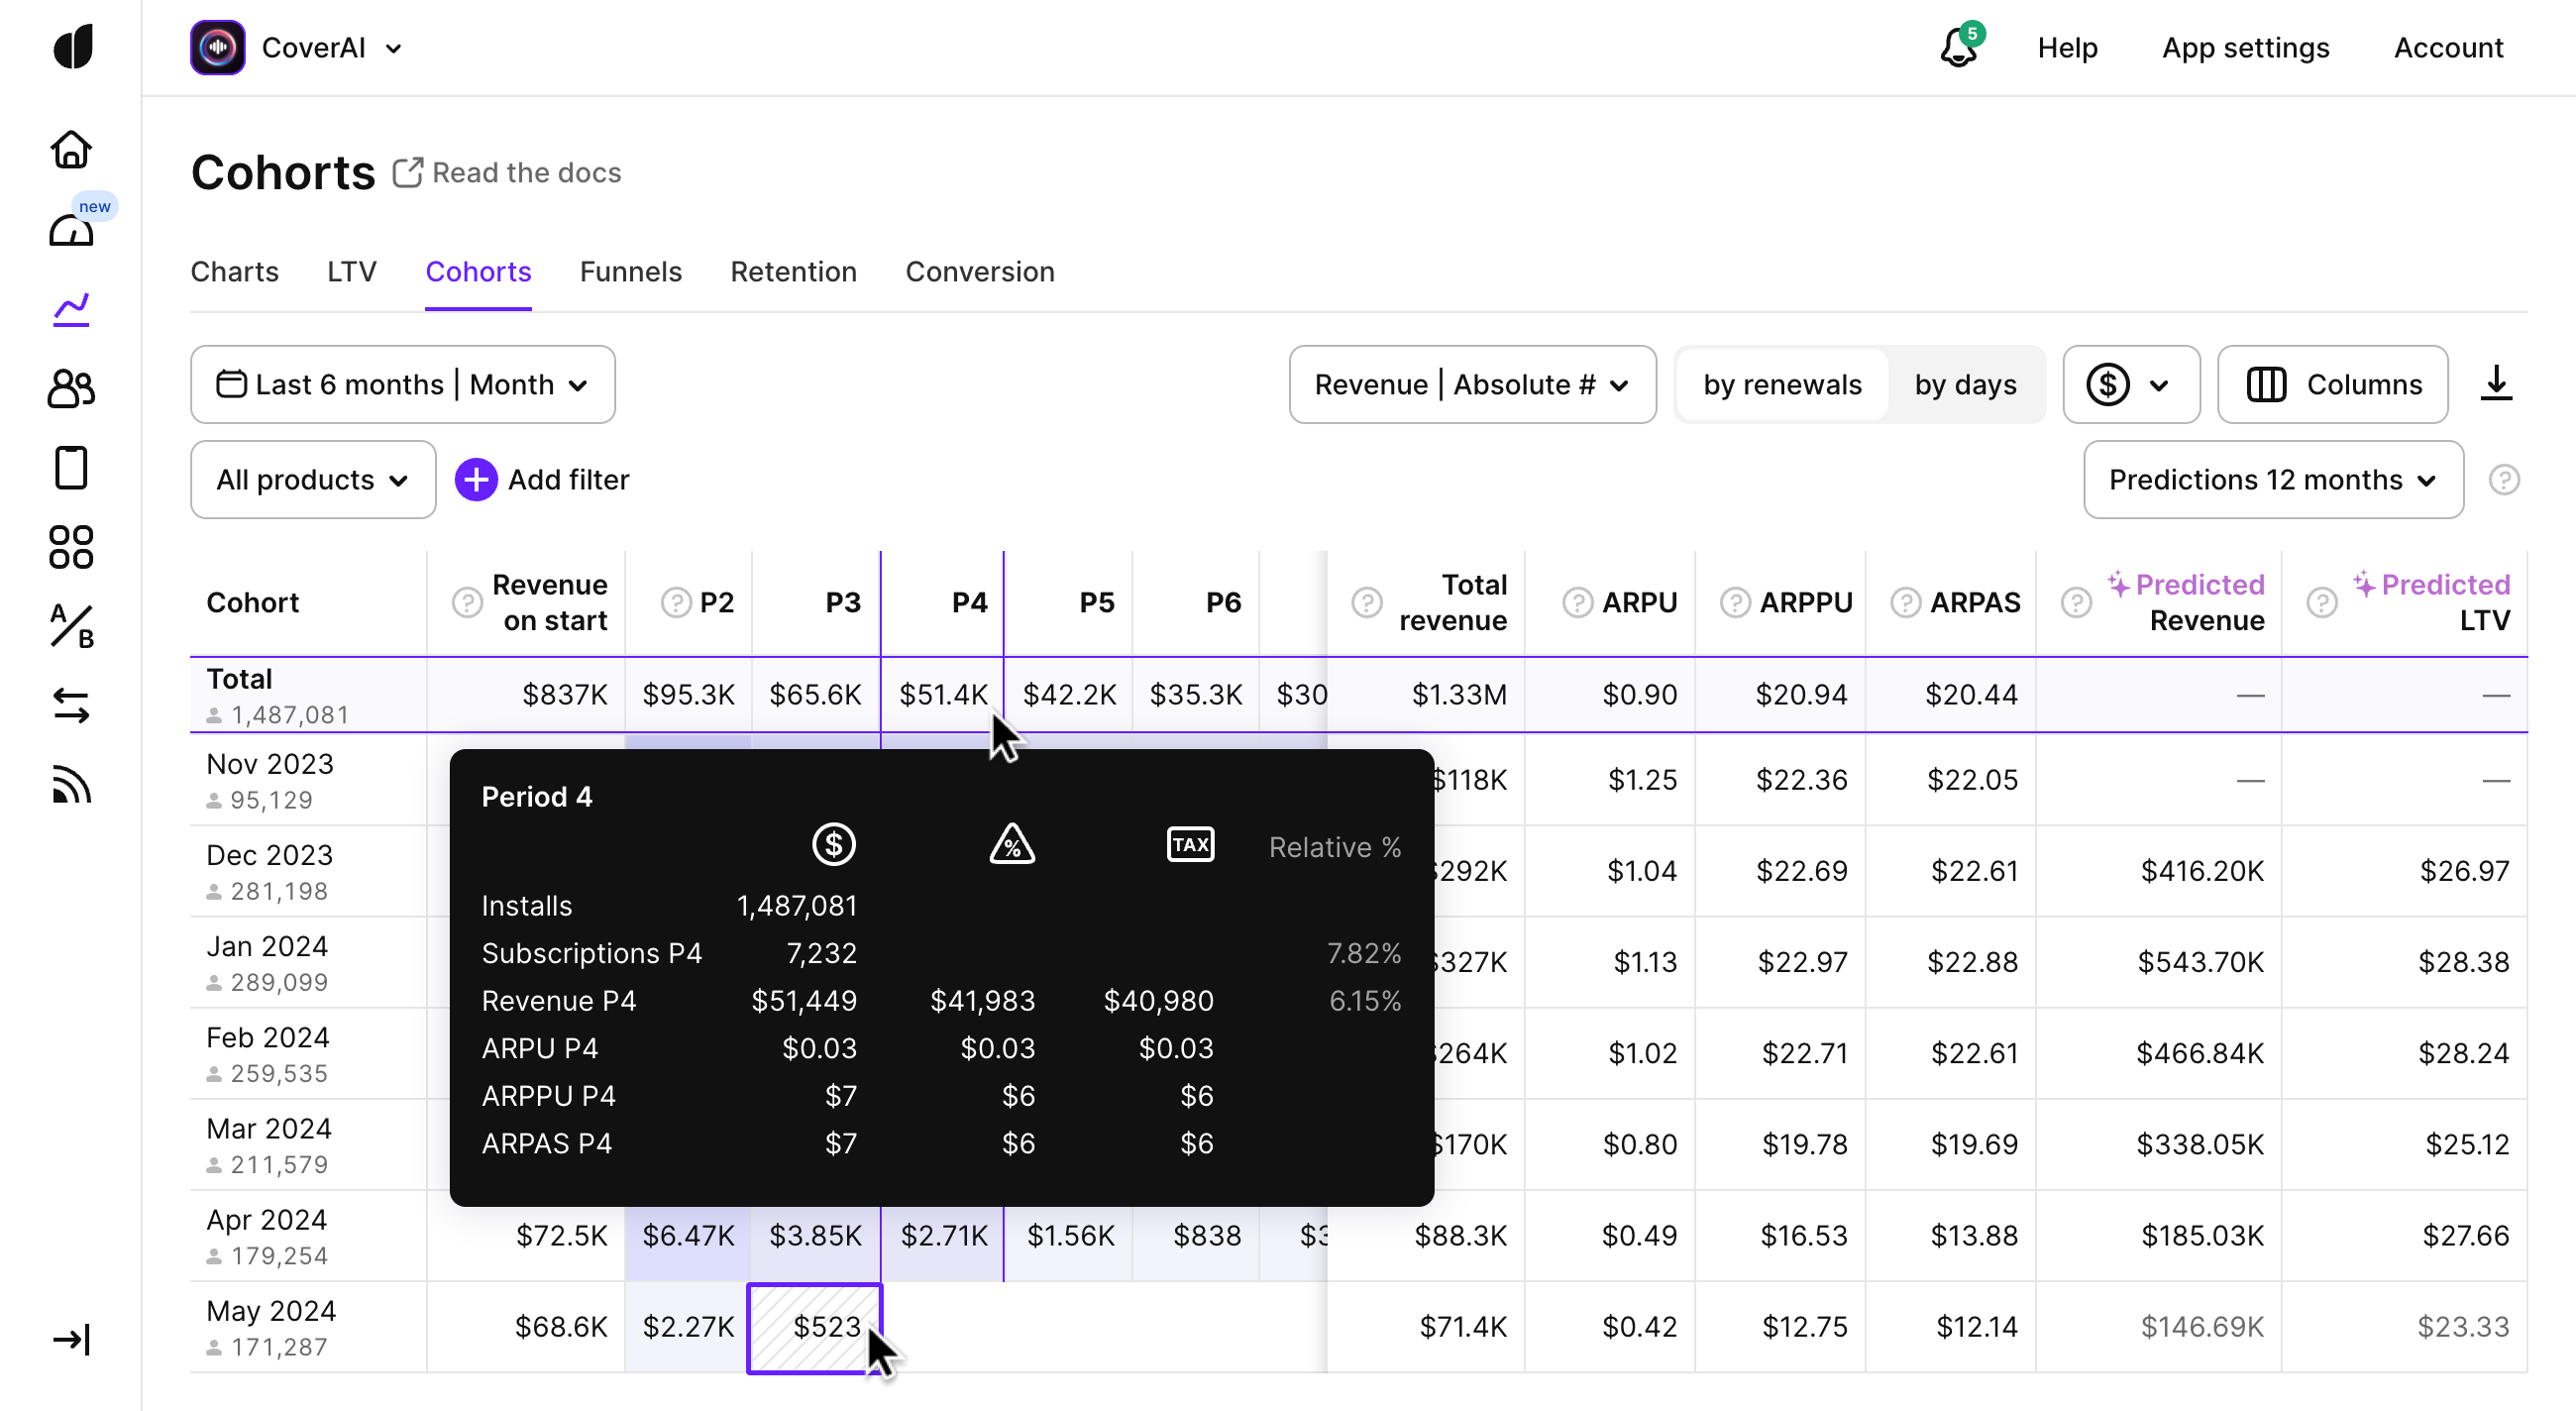 CoverAI
5
Help
App settings
Account
Cohorts
Read the docs
new
Charts
LTV
Cohorts
Funnels
Retention
Conversion
Last 6 months | Month
Revenue | Absolute #
by renewals
by days
$
Columns
All products
Add filter
Predictions 12 months
?
A/B
Cohort
? Revenue on start
? P2
P3
P4
P5
P6
? Total revenue
? ARPU
? ARPPU
? ARPAS
? Predicted Revenue
? Predicted LTV
Total
1,487,081
$837K $95.3K $65.6K $51.4K $42.2K $35.3K $30 $1.33M $0.90 $20.94 $20.44 — —
Nov 2023
95,129
$118K $1.25 $22.36 $22.05 — —
Dec 2023
281,198
$292K $1.04 $22.69 $22.61 $416.20K $26.97
Jan 2024
289,099
$327K $1.13 $22.97 $22.88 $543.70K $28.38
Feb 2024
259,535
$264K $1.02 $22.71 $22.61 $466.84K $28.24
Mar 2024
211,579
$170K $0.80 $19.78 $19.69 $338.05K $25.12
Apr 2024
179,254
$72.5K $6.47K $3.85K $2.71K $1.56K $838 $88.3K $0.49 $16.53 $13.88 $185.03K $27.66
May 2024
171,287
$68.6K $2.27K $523 $71.4K $0.42 $12.75 $12.14 $146.69K $23.33
Period 4
$ % TAX Relative %
Installs 1,487,081
Subscriptions P4 7,232 7.82%
Revenue P4 $51,449 $41,983 $40,980 6.15%
ARPU P4 $0.03 $0.03 $0.03
ARPPU P4 $7 $6 $6
ARPAS P4 $7 $6 $6